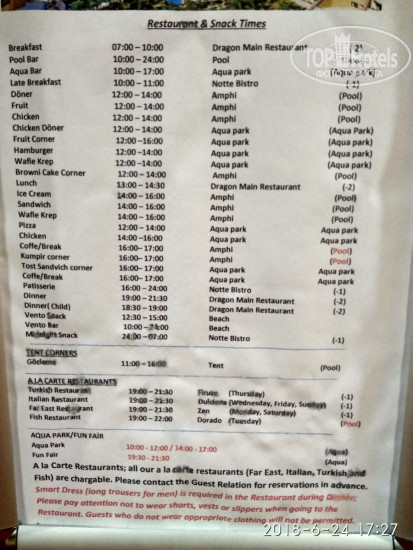 Restaurant & Snack Times
Breakfast 07:00 – 10:00 Dragon Main Restaurant (-2)
Pool Bar 10:00 – 24:00 Pool
Aqua Bar 10:00 – 17:00 Aqua park (Aqua park)
Late Breakfast 10:00 – 11:00 Notte Bistro (-1)
Döner 12:00 – 14:00 Amphi (Pool)
Fruit 12:00 – 14:00 Amphi (Pool)
Chicken 12:00 – 14:00 Amphi (Pool)
Chicken Döner 12:00 – 14:00 Aqua park (Aqua Park)
Fruit Corner 12:00 – 16:00 Aqua park (Aqua Park)
Hamburger 12:00 – 14:00 Aqua park (Aqua Park)
Wafle Krep 12:00 – 14:00 Aqua park (Aqua Park)
Browni Cake Corner 12:00 – 14:00 Amphi (Pool)
Lunch 13:00 – 14:30 Dragon Main Restaurant (-2)
Ice Cream 14:00 – 16:00 Amphi (Pool)
Sandwich 14:00 – 16:00 Amphi (Pool)
Wafle Krep 14:00 – 16:00 Amphi (Pool)
Pizza 12:00 – 14:00 Aqua park Aqua park
Chicken 14:00 –16:00 Aqua park Aqua park
Coffe/Break 16:00– 17:00 Amphi (Pool)
Kumpir corner 16:00– 17:00 Amphi (Pool)
Tost Sandvich corner 16:00– 17:00 Aqua park Aqua park
Coffe/Break 16:00– 17:00 Aqua park Aqua park
Patisserie 16:00 – 24:00 Notte Bistro (-1)
Dinner 19:00 – 21:30 Dragon Main Restaurant (-2)
Dinner( Child) 18:30 – 19:00 Dragon Main Restaurant (-2)
Vento Snack 12:30 – 15:00 Beach
Vento Bar 10:00 – 24:00 Beach
Midnight Snack 24:00 – 07:00 Notte Bistro (-1)
TENT CORNERS
Gözleme 11:00 – 16:00 Tent (Pool)
A LA CARTE RESTAURANTS
Turkish Restaurant 19:00 – 21:30 (Thursday) (-1)
Italian Restaurant 19:00 – 21:30 (Wednesday, Friday, Sunday) (-1)
Far East Restaurant 19:00 – 21:30 Zen (Monday, Saturday) (-1)
Fish Restaurant 19:00 – 22:00 Dorado (Tuesday) (Pool)
AQUA PARK/FUN FAİR
Aqua Park 10:00 - 12:00 / 14:00 - 17:00 (Aqua)
Fun Fair 19:30 - 21:30 (Aqua)
A la Carte Restaurants; all our a la carte restaurants (Far East, Italian, Turkish and
Fish) are chargable. Please contact the Guest Relation for reservations in advance.
Smart Dress (long trousers for men) is required in the Restaurant during Dinner.
Please pay attention not to wear shorts, vests or slippers when going to the
Restaurant. Guests who do not wear appropriate clothing will not be permitted.
2018-6-24 17:27
TopHotels